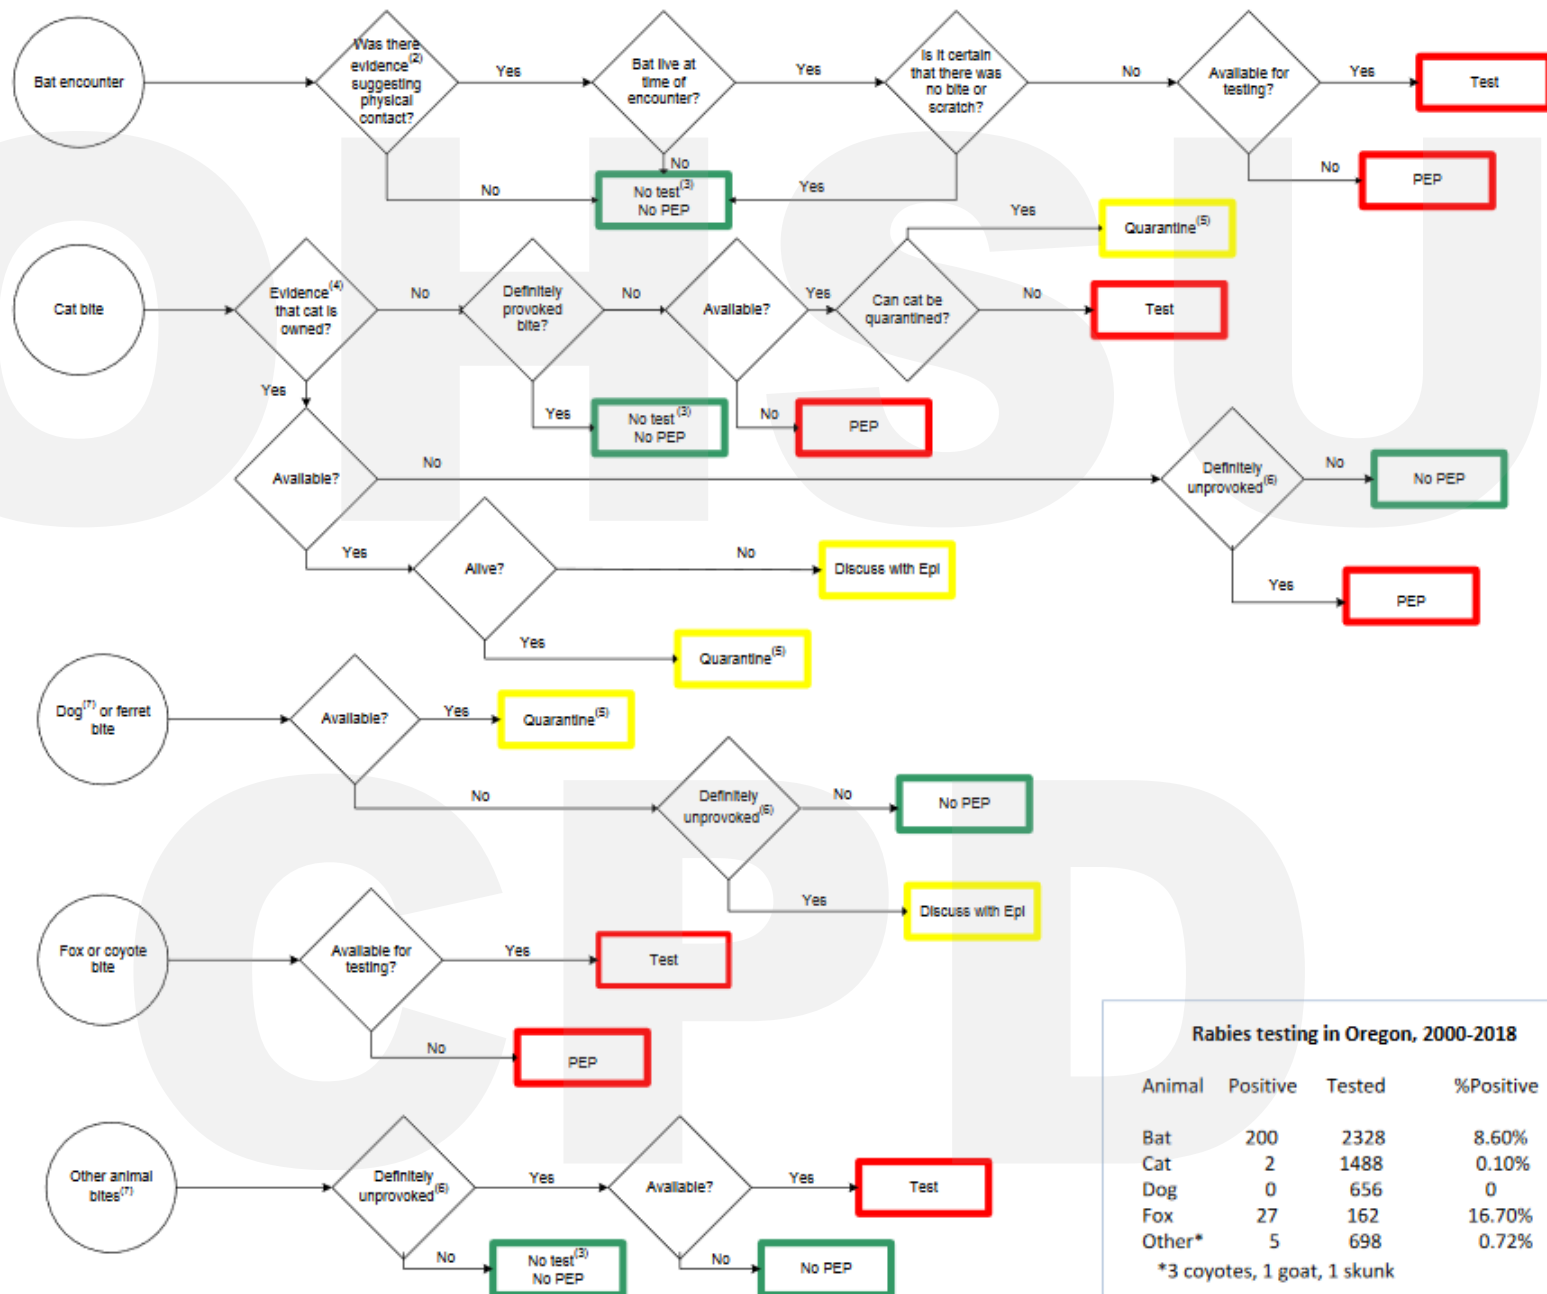 Bat encounter
Was there
evidence(2)
suggesting
physical
contact?
Yes
Bat live at
time of
encounter?
Yes
Is it certain
that there was
no bite or
scratch?
No
Available for
testing?
Yes
Test
No
PEP
No
No
Yes
No test(3)
No PEP
Cat bite
Evidence(4)
that cat is
owned?
No
Definitely
provoked
bite?
No
Available?
Yes
Can cat be
quarantined?
Yes
Quarantine(5)
No
Test
Yes
No test(3)
No PEP
No
PEP
Yes
Available?
No
Definitely
unprovoked(6)
No
No PEP
Yes
PEP
Yes
Alive?
No
Discuss with Epi
Yes
Quarantine(5)
Dog(7) or ferret
bite
Available?
Yes
Quarantine(5)
No
Definitely
unprovoked(6)
No
No PEP
Yes
Discuss with Epi
Fox or coyote
bite
Available for
testing?
Yes
Test
No
PEP
Other animal
bites(7)
Definitely
unprovoked(6)
Yes
Available?
Yes
Test
No
No test(3)
No PEP
No
No PEP
Rabies testing in Oregon, 2000-2018
Animal Positive Tested %Positive
Bat 200 2328 8.60%
Cat 2 1488 0.10%
Dog 0 656 0
Fox 27 162 16.70%
Other* 5 698 0.72%
*3 coyotes, 1 goat, 1 skunk
OHSU
CPD